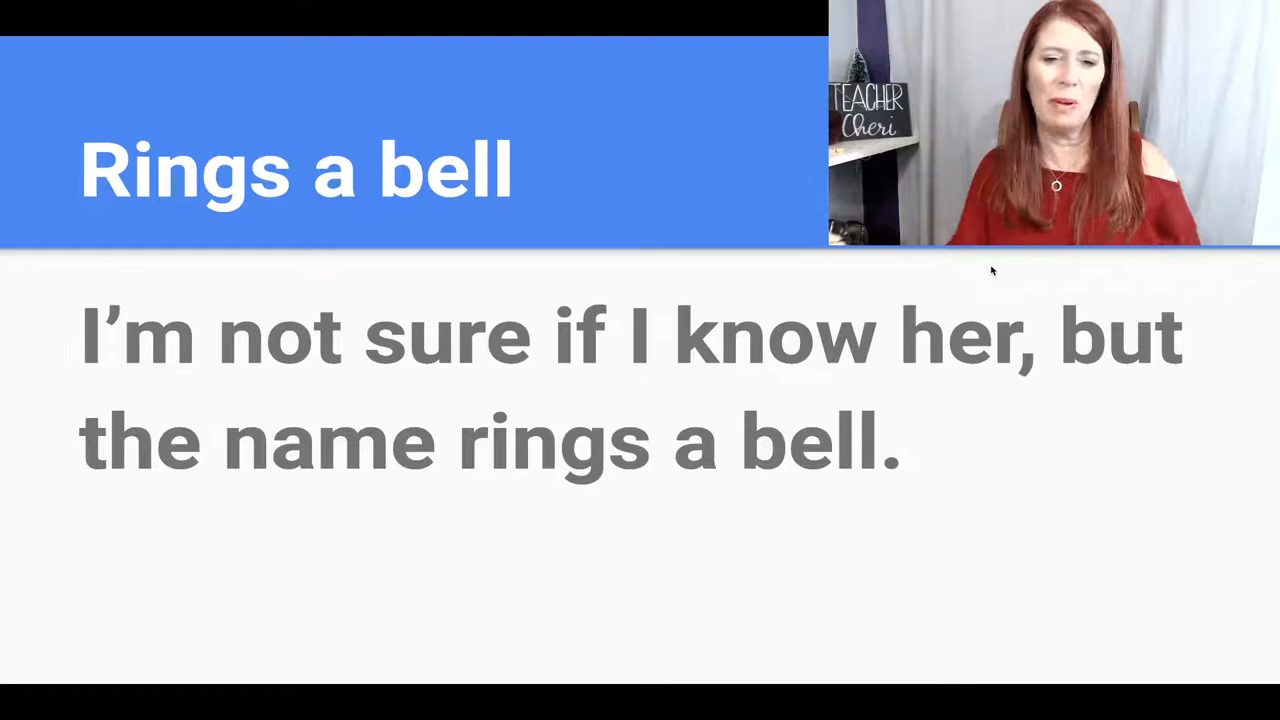 Rings a bell
TEACHER
Cheri
I’m not sure if I know her, but
the name rings a bell.